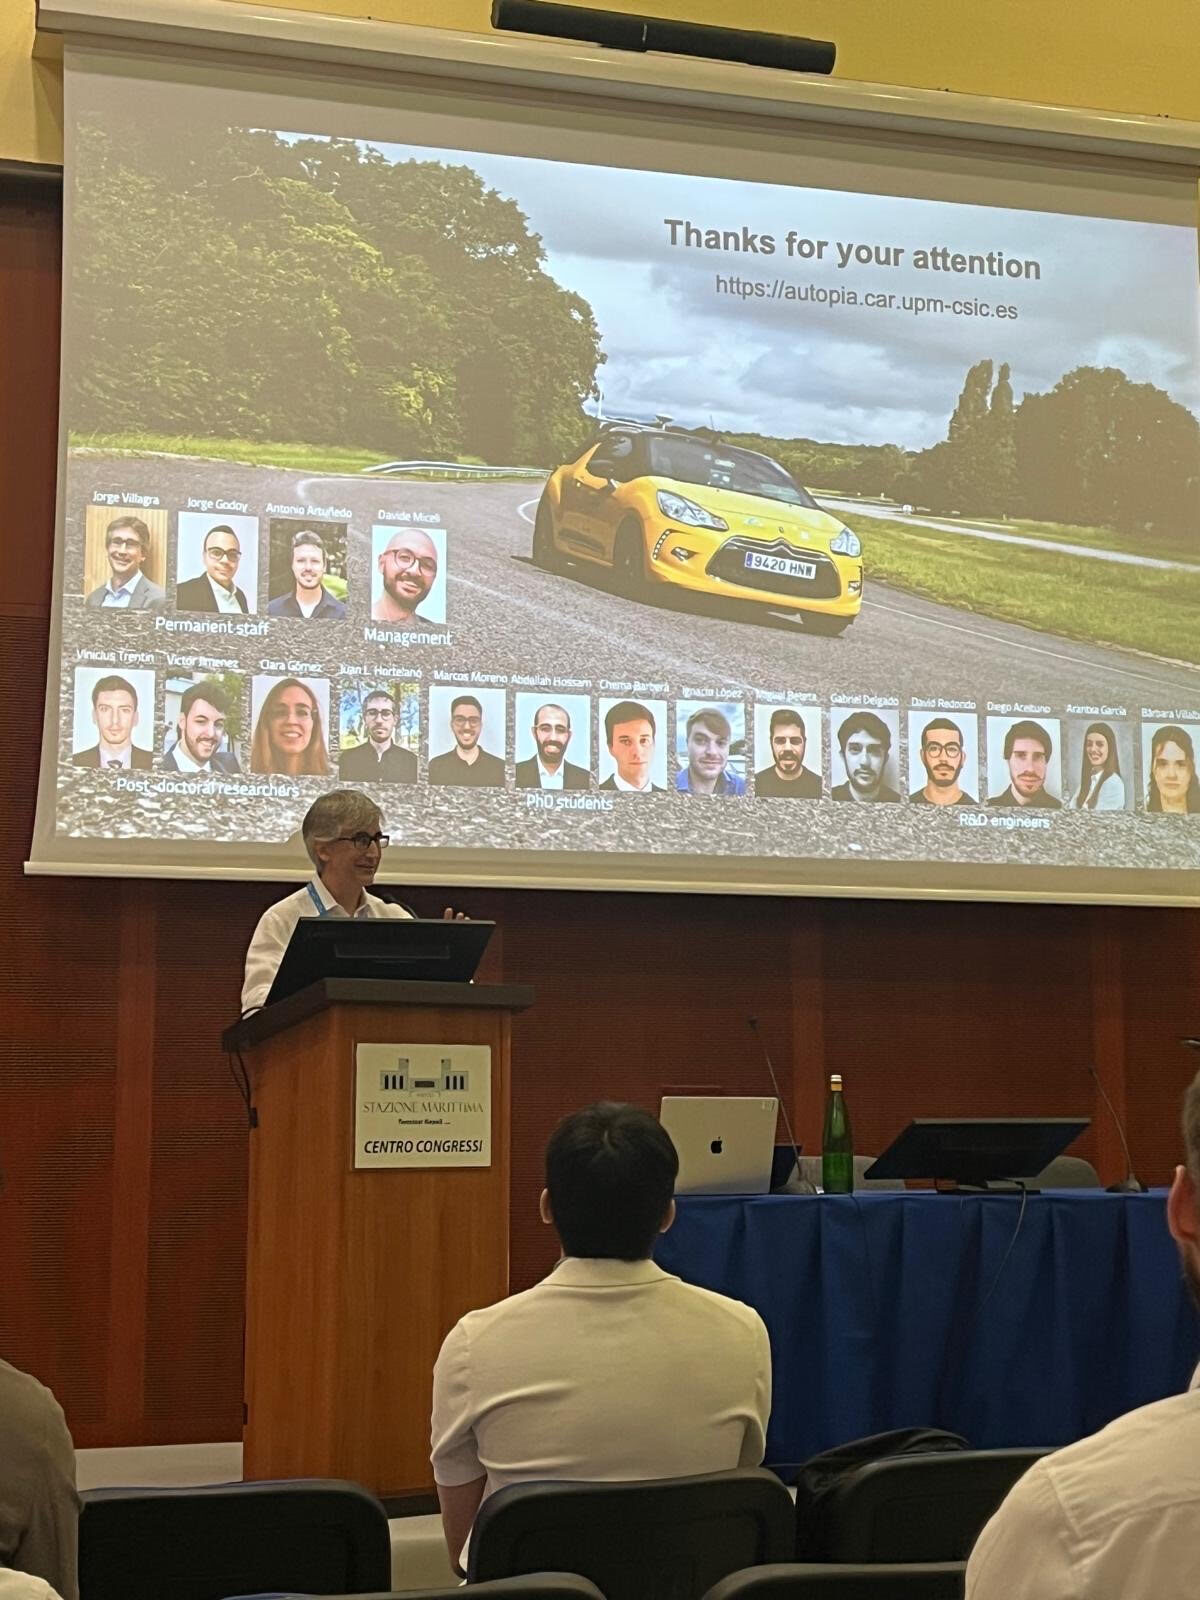 Thanks for your attention
https://autopia.car.upm-csic.es
Jorge Villagra
Jorge Godoy
Antonio Artuñedo
Davide Miceli
Permanent staff
Management
Vinicius Trentin
Victor Jimenez
Clara Gómez
Juan L. Hortelano
Marcos Moreno
Abdallah Hossam
Chema Barberá
Ignacio López
Gabriel Delgado
David Redondo
Diego Aceituno
Arantxa García
Bárbara
Post-doctoral researchers
PhD students
R&D engineers
9420 HNW
STAZIONE MARITTIMA
CENTRO CONGRESSI